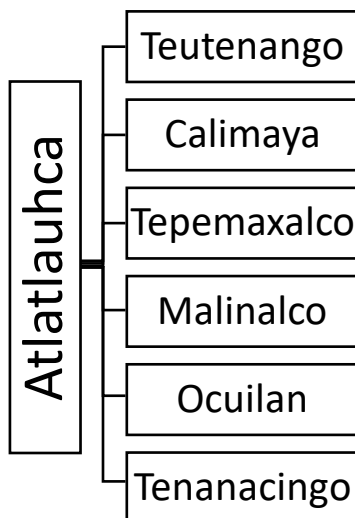 Atlatlauhca
Teutenango
Calimaya
Tepemaxalco
Malinalco
Ocuilan
Tenanacingo